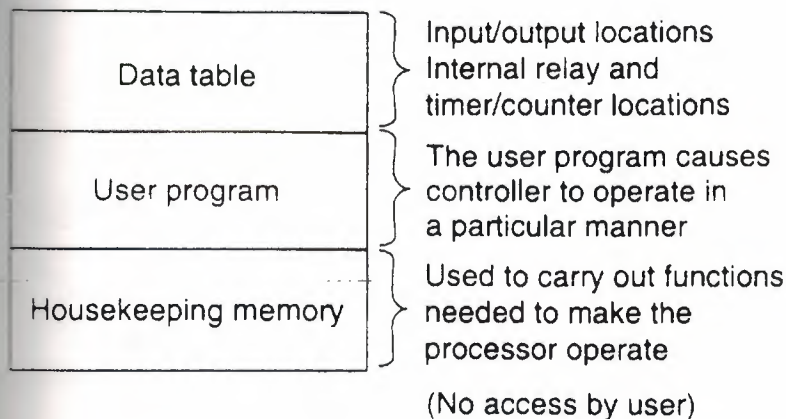 Data table
Input/output locations
Internal relay and
timer/counter locations
User program
The user program causes
controller to operate in
a particular manner
Housekeeping memory
Used to carry out functions
needed to make the
processor operate
(No access by user)